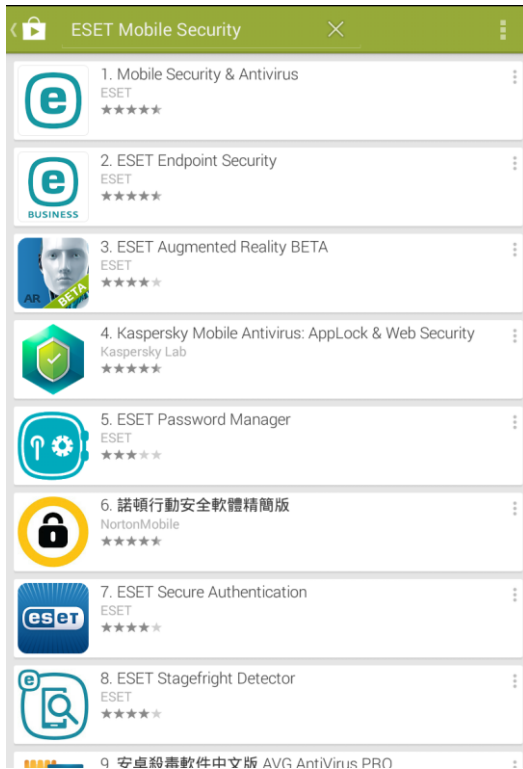 ESET Mobile Security
1. Mobile Security & Antivirus
ESET
2. ESET Endpoint Security
ESET
BUSINESS
3. ESET Augmented Reality BETA
ESET
AR
BETA
4. Kaspersky Mobile Antivirus: AppLock & Web Security
Kaspersky Lab
5. ESET Password Manager
ESET
6. 諾頓行動安全軟體精簡版
NortonMobile
7. ESET Secure Authentication
ESET
eseT
8. ESET Stagefright Detector
ESET
e
9. 安卓殺毒軟件中文版 AVG AntiVirus PRO